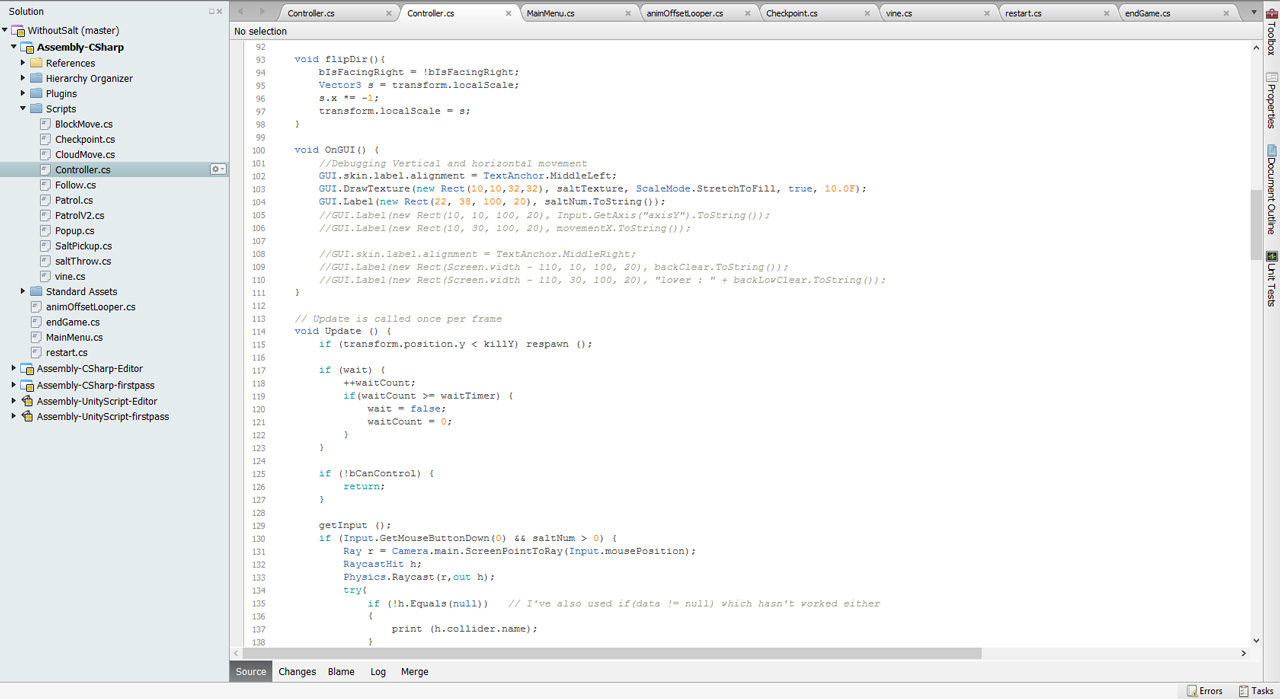 Solution
WithoutSalt (master)
Assembly-CSharp
References
Hierarchy Organizer
Plugins
Scripts
BlockMove.cs
Checkpoint.cs
CloudMove.cs
Controller.cs
Follow.cs
Patrol.cs
PatrolV2.cs
Popup.cs
SaltPickup.cs
saltThrow.cs
vine.cs
Standard Assets
animOffsetLooper.cs
endGame.cs
MainMenu.cs
restart.cs
Assembly-CSharp-Editor
Assembly-CSharp-firstpass
Assembly-UnityScript-Editor
Assembly-UnityScript-firstpass
Controller.cs Controller.cs MainMenu.cs animOffsetLooper.cs Checkpoint.cs vine.cs restart.cs endGame.cs
No selection
92
93 void flipDir(){
94 bIsFacingRight = !bIsFacingRight;
95 Vector3 s = transform.localScale;
96 s.x *= -1;
97 transform.localScale = s;
98 }
99
100 void OnGUI() {
101 //Debugging Vertical and horizontal movement
102 GUI.skin.label.alignment = TextAnchor.MiddleLeft;
103 GUI.DrawTexture(new Rect(10,10,32,32), saltTexture, ScaleMode.StretchToFill, true, 10.0F);
104 GUI.Label(new Rect(22, 38, 100, 20), saltNum.ToString());
105 //GUI.Label(new Rect(10, 10, 100, 20), Input.GetAxis("axisY").ToString());
106 //GUI.Label(new Rect(10, 30, 100, 20), movementX.ToString());
107
108 //GUI.skin.label.alignment = TextAnchor.MiddleRight;
109 //GUI.Label(new Rect(Screen.width - 110, 10, 100, 20), backClear.ToString());
110 //GUI.Label(new Rect(Screen.width - 110, 30, 100, 20), "lower : " + backLowClear.ToString());
111 }
112
113 // Update is called once per frame
114 void Update () {
115 if (transform.position.y < killY) respawn ();
116
117 if (wait) {
118 ++waitCount;
119 if(waitCount >= waitTimer) {
120 wait = false;
121 waitCount = 0;
122 }
123 }
124
125 if (!bCanControl) {
126 return;
127 }
128
129 getInput ();
130 if (Input.GetMouseButtonDown(0) && saltNum > 0) {
131 Ray r = Camera.main.ScreenPointToRay(Input.mousePosition);
132 RaycastHit h;
133 Physics.Raycast(r,out h);
134 try{
135 if (!h.Equals(null)) // I've also used if(data != null) which hasn't worked either
136 {
137 print (h.collider.name);
138 }
Source Changes Blame Log Merge
Toolbox
Properties
Document Outline
Unit Tests
Errors Tasks